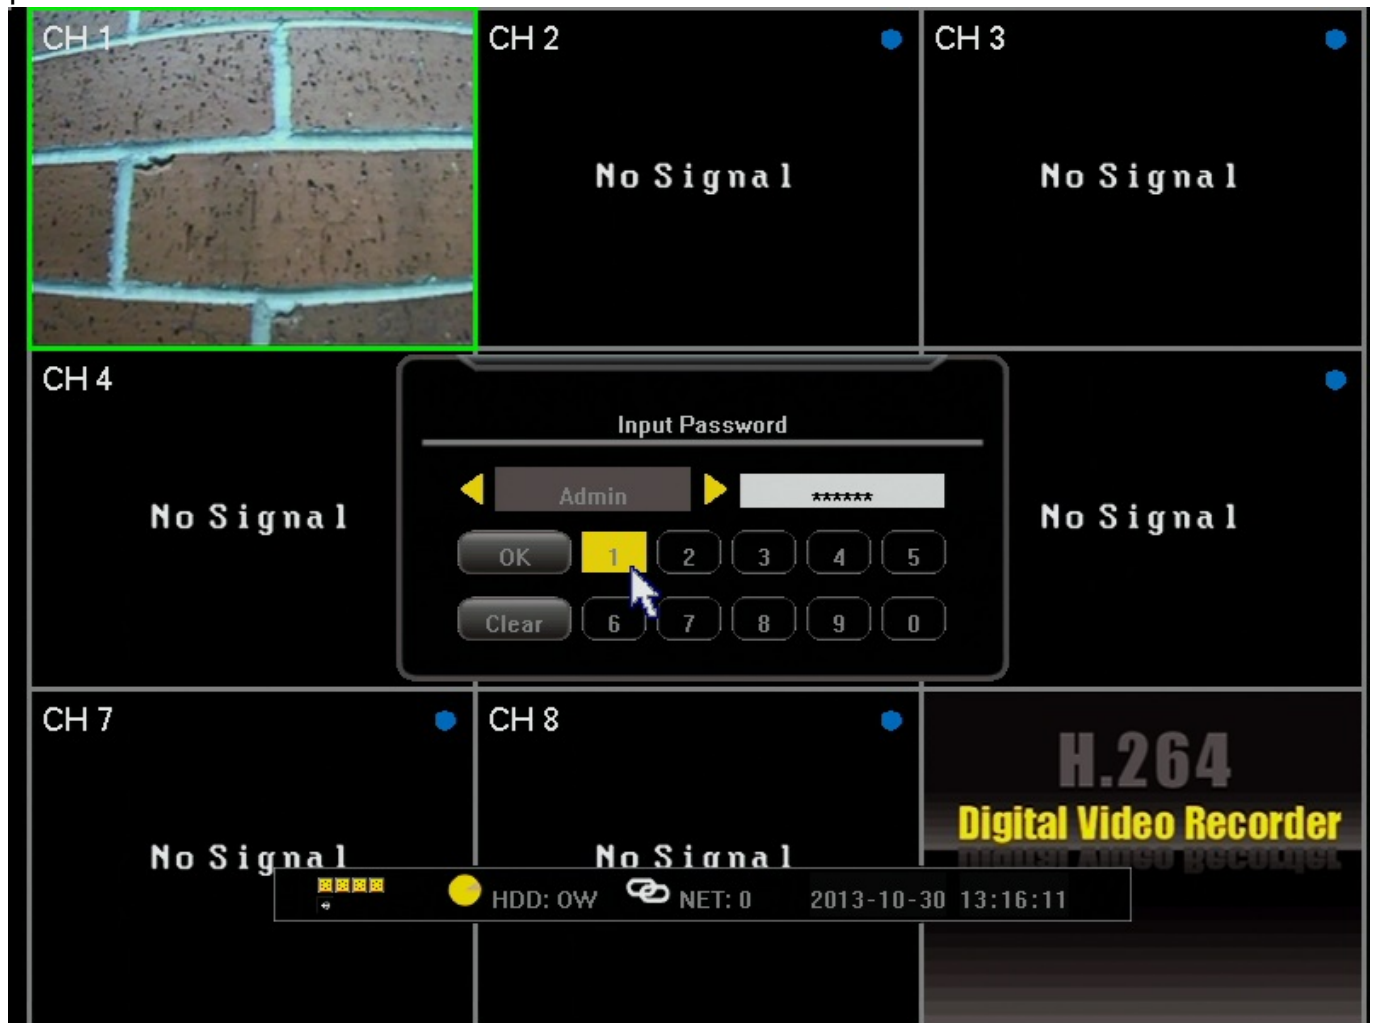 CH 1
CH 2
CH 3
No Signal
No Signal
CH 4
Input Password
Admin ******
No Signal
No Signal
OK 1 2 3 4 5
Clear 6 7 8 9 0
CH 7
CH 8
H.264
Digital Video Recorder
No Signal
No Signal
HDD: OW NET: 0 2013-10-30 13:16:11